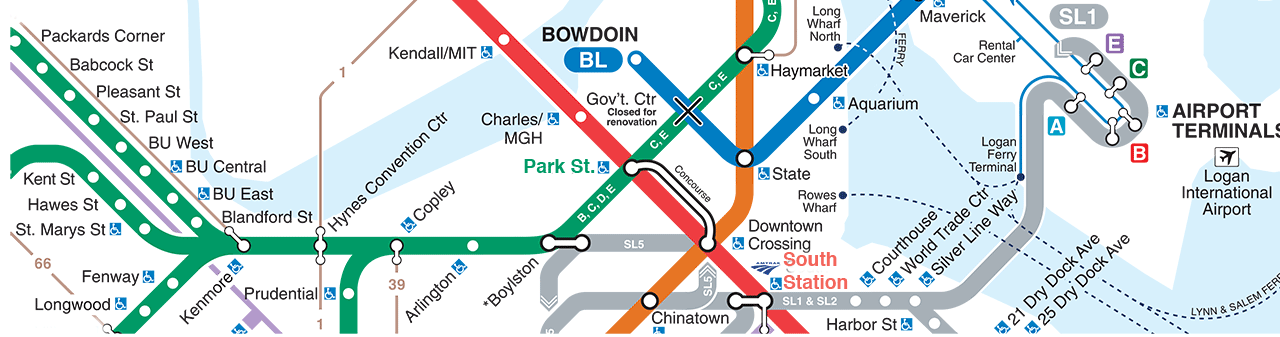 Packards Corner
Babcock St
Pleasant St
St. Paul St
BU West
BU Central
BU East
Blandford St
Kent St
Hawes St
St. Marys St
66
Fenway
Longwood
Kenmore
1
Hynes Convention Ctr
Prudential
1
Copley
39
Arlington
*Boylston
Kendall/MIT
Charles/
MGH
Park St.
B, C, D, E
C, E
C, E
C, E
BOWDOIN
BL
Gov't. Ctr
Closed for
renovation
Haymarket
State
Concourse
Downtown
Crossing
SL5
SL5
Chinatown
AMTRAK
South
Station
SL1 & SL2
Long
Wharf
North
FERRY
Aquarium
Long
Wharf
South
Rowes
Wharf
Maverick
Rental
Car Center
Logan
Ferry
Terminal
SL1
E
C
A
B
AIRPORT
TERMINALS
Logan
International
Airport
Courthouse
World Trade Ctr
Silver Line Way
Harbor St
21 Dry Dock Ave
25 Dry Dock Ave
LYNN & SALEM FER